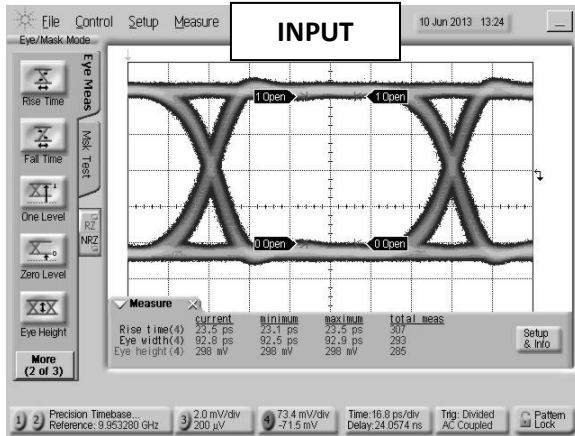 File Control Setup Measure
INPUT
10 Jun 2013 13:24
Eye/Mask Mode
Eye Meas
Msk Test
RZ
NRZ
Rise Time
Fall Time
One Level
Zero Level
Eye Height
More
(2 of 3)
1 Open 1 Open
0 Open 0 Open
Measure
current minimum maximum total meas
Rise time(4) 23.5 ps 23.1 ps 23.5 ps 307
Eye width(4) 92.8 ps 92.5 ps 92.9 ps 293
Eye height(4) 298 mV 298 mV 298 mV 285
Setup
& Info
1 2 Precision Timebase...
Reference: 9.953280 GHz
3 2.0 mV/div
200 µV
4 73.4 mV/div
-71.5 mV
Time:16.8 ps/div
Delay:24.0574 ns
Trig: Divided
AC Coupled
Pattern
Lock